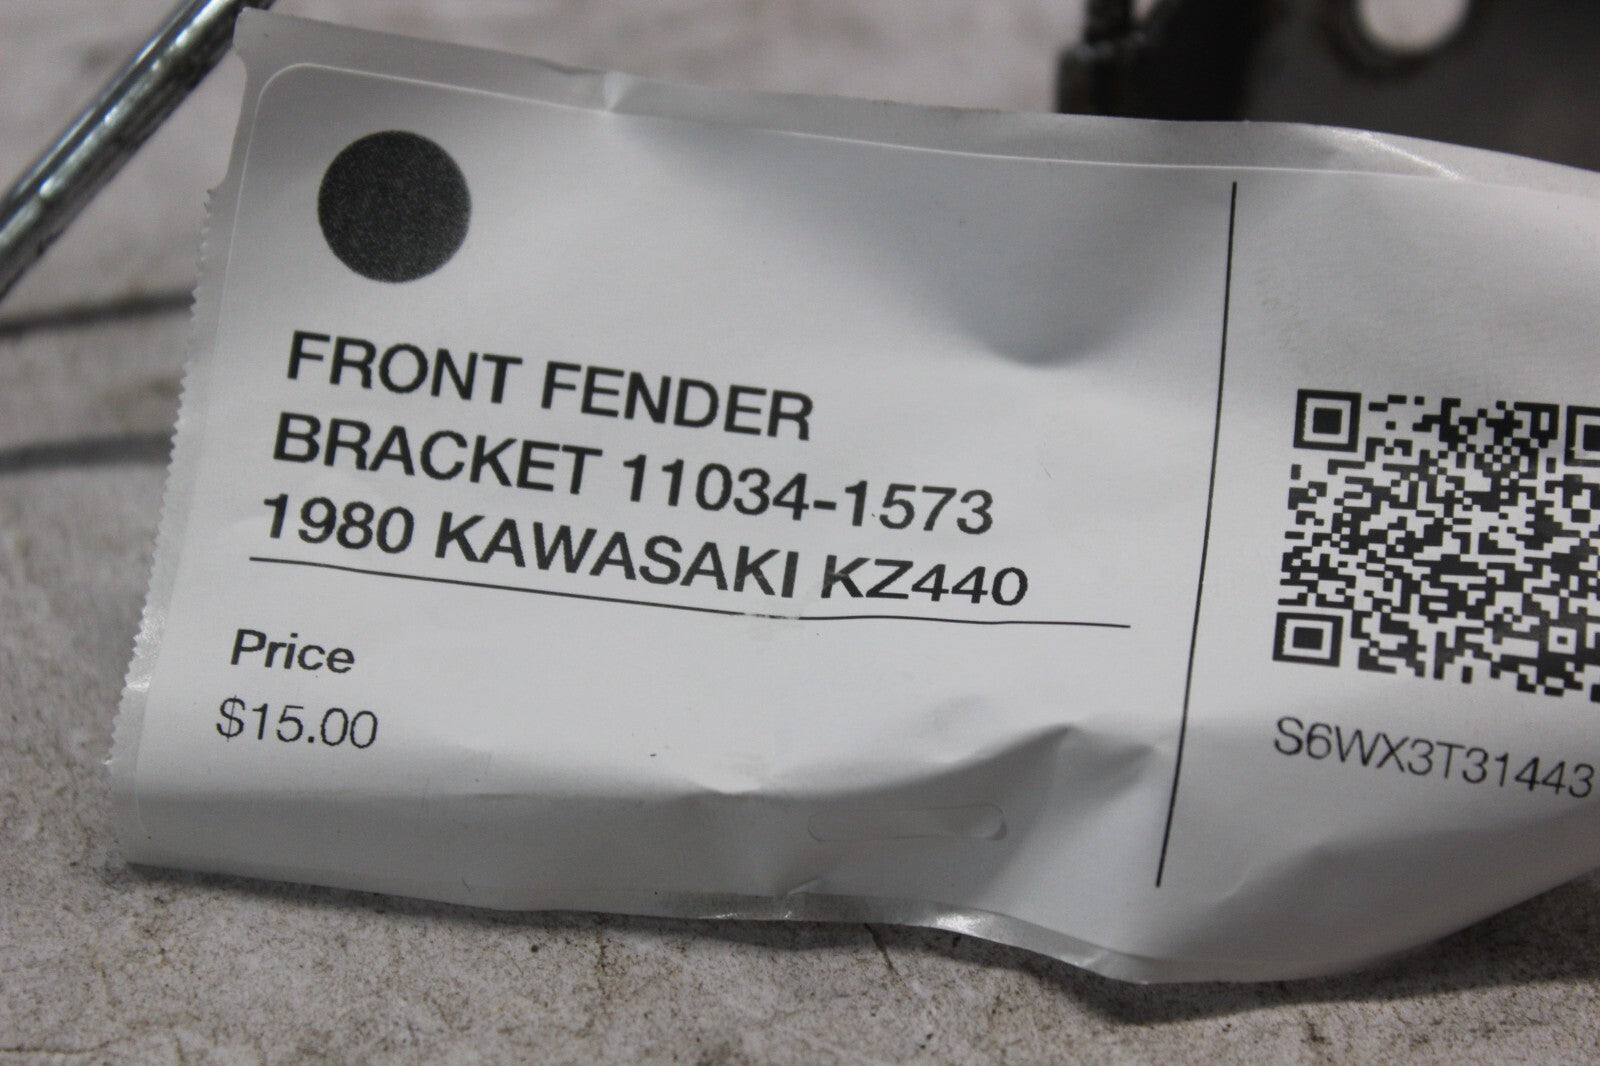 FRONT FENDER
BRACKET 11034-1573
1980 KAWASAKI KZ440
Price
$15.00
S6WX3T31443